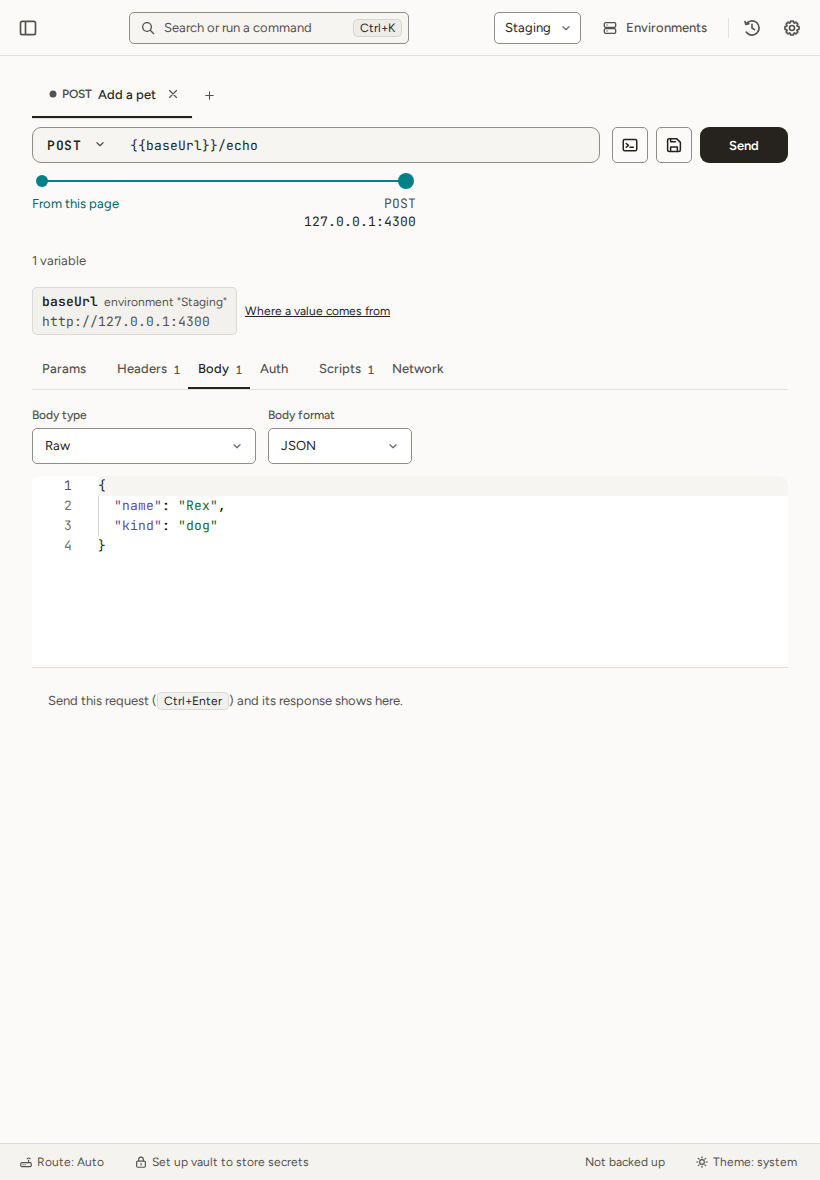 Search or run a command Ctrl+K Staging Environments
POST Add a pet
POST {{baseUrl}}/echo Send
From this page POST
127.0.0.1:4300
1 variable
baseUrl environment "Staging"
http://127.0.0.1:4300
Where a value comes from
Params Headers 1 Body 1 Auth Scripts 1 Network
Body type Body format
Raw JSON
1 {
2 "name": "Rex",
3 "kind": "dog"
4 }
Send this request (Ctrl+Enter) and its response shows here.
Route: Auto Set up vault to store secrets Not backed up Theme: system